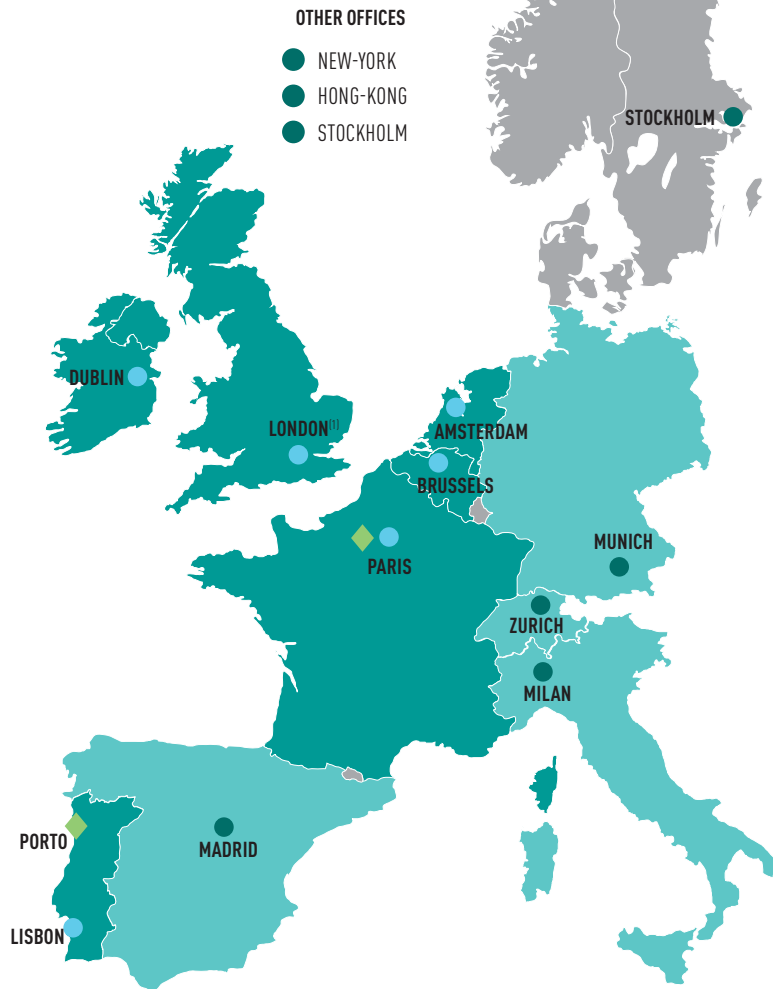 OTHER OFFICES
NEW-YORK
HONG-KONG
STOCKHOLM
STOCKHOLM
DUBLIN
LONDON(1)
AMSTERDAM
BRUSSELS
PARIS
MUNICH
ZURICH
MILAN
PORTO
MADRID
LISBON